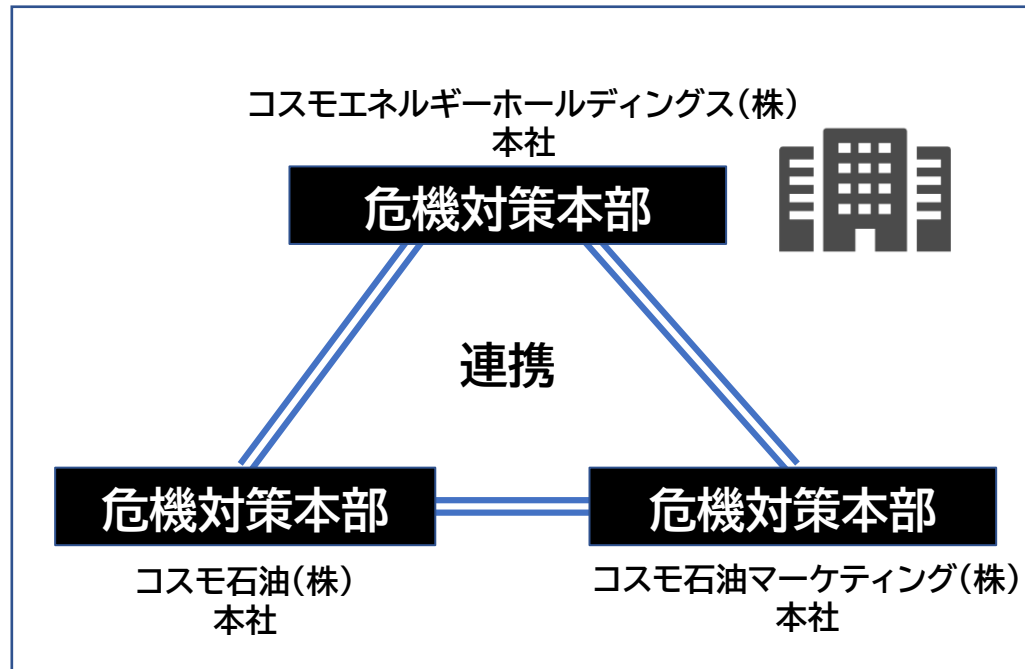 コスモエネルギーホールディングス(株)
本社
危機対策本部
連携
危機対策本部
危機対策本部
コスモ石油(株)
本社
コスモ石油マーケティング(株)
本社